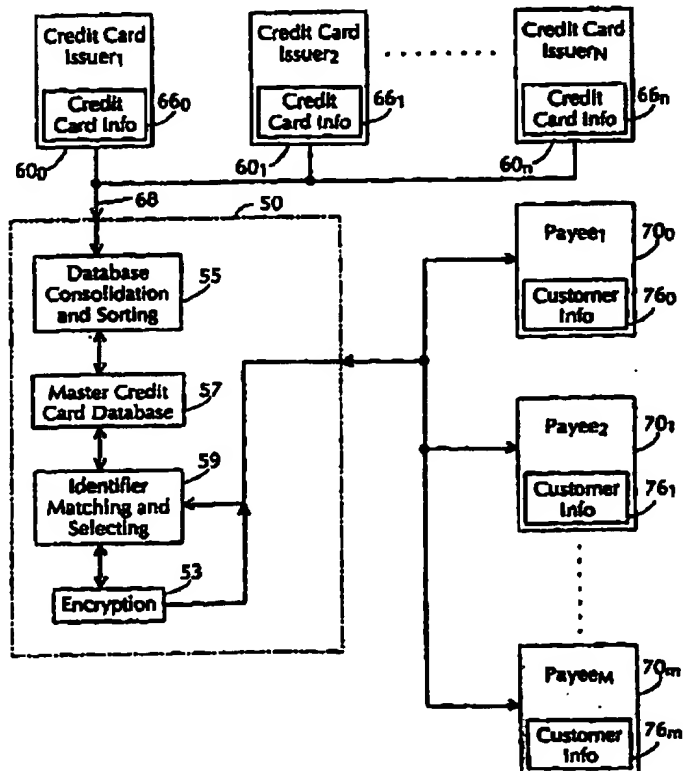 Credit Card
Issuer1
Credit
Card Info
660
600
Credit Card
Issuer2
Credit
Card Info
661
601
Credit Card
IssuerN
Credit
Card Info
66n
60n
68
50
Database
Consolidation
and Sorting
55
Master Credit
Card Database
57
Identifier
Matching and
Selecting
59
Encryption
53
Payee1
700
Customer
Info
760
Payee2
701
Customer
Info
761
PayeeM
70m
Customer
Info
76m